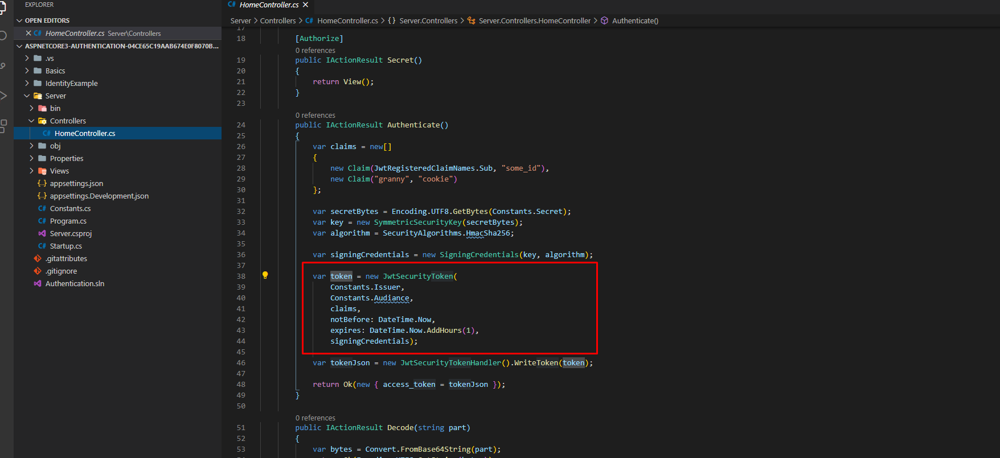 EXPLORER
OPEN EDITORS
HomeController.cs Server\Controllers
ASPNETCORE3-AUTHENTICATION-04CE65C19AAB674E0F8070B...
.vs
Basics
IdentityExample
Server
bin
Controllers
C# HomeController.cs
obj
Properties
Views
{..} appsettings.json
{..} appsettings.Development.json
C# Constants.cs
C# Program.cs
Server.csproj
C# Startup.cs
.gitattributes
.gitignore
Authentication.sln
C# HomeController.cs
Server > Controllers > C# HomeController.cs > {} Server.Controllers > Server.Controllers.HomeController > Authenticate()
17
18 [Authorize]
0 references
19 public IActionResult Secret()
20 {
21 return View();
22 }
23
0 references
24 public IActionResult Authenticate()
25 {
26 var claims = new[]
27 {
28 new Claim(JwtRegisteredClaimNames.Sub, "some_id"),
29 new Claim("granny", "cookie")
30 };
31
32 var secretBytes = Encoding.UTF8.GetBytes(Constants.Secret);
33 var key = new SymmetricSecurityKey(secretBytes);
34 var algorithm = SecurityAlgorithms.HmacSha256;
35
36 var signingCredentials = new SigningCredentials(key, algorithm);
37
38 var token = new JwtSecurityToken(
39 Constants.Issuer,
40 Constants.Audiance,
41 claims,
42 notBefore: DateTime.Now,
43 expires: DateTime.Now.AddHours(1),
44 signingCredentials);
45
46 var tokenJson = new JwtSecurityTokenHandler().WriteToken(token);
47
48 return Ok(new { access_token = tokenJson });
49 }
50
0 references
51 public IActionResult Decode(string part)
52 {
53 var bytes = Convert.FromBase64String(part);